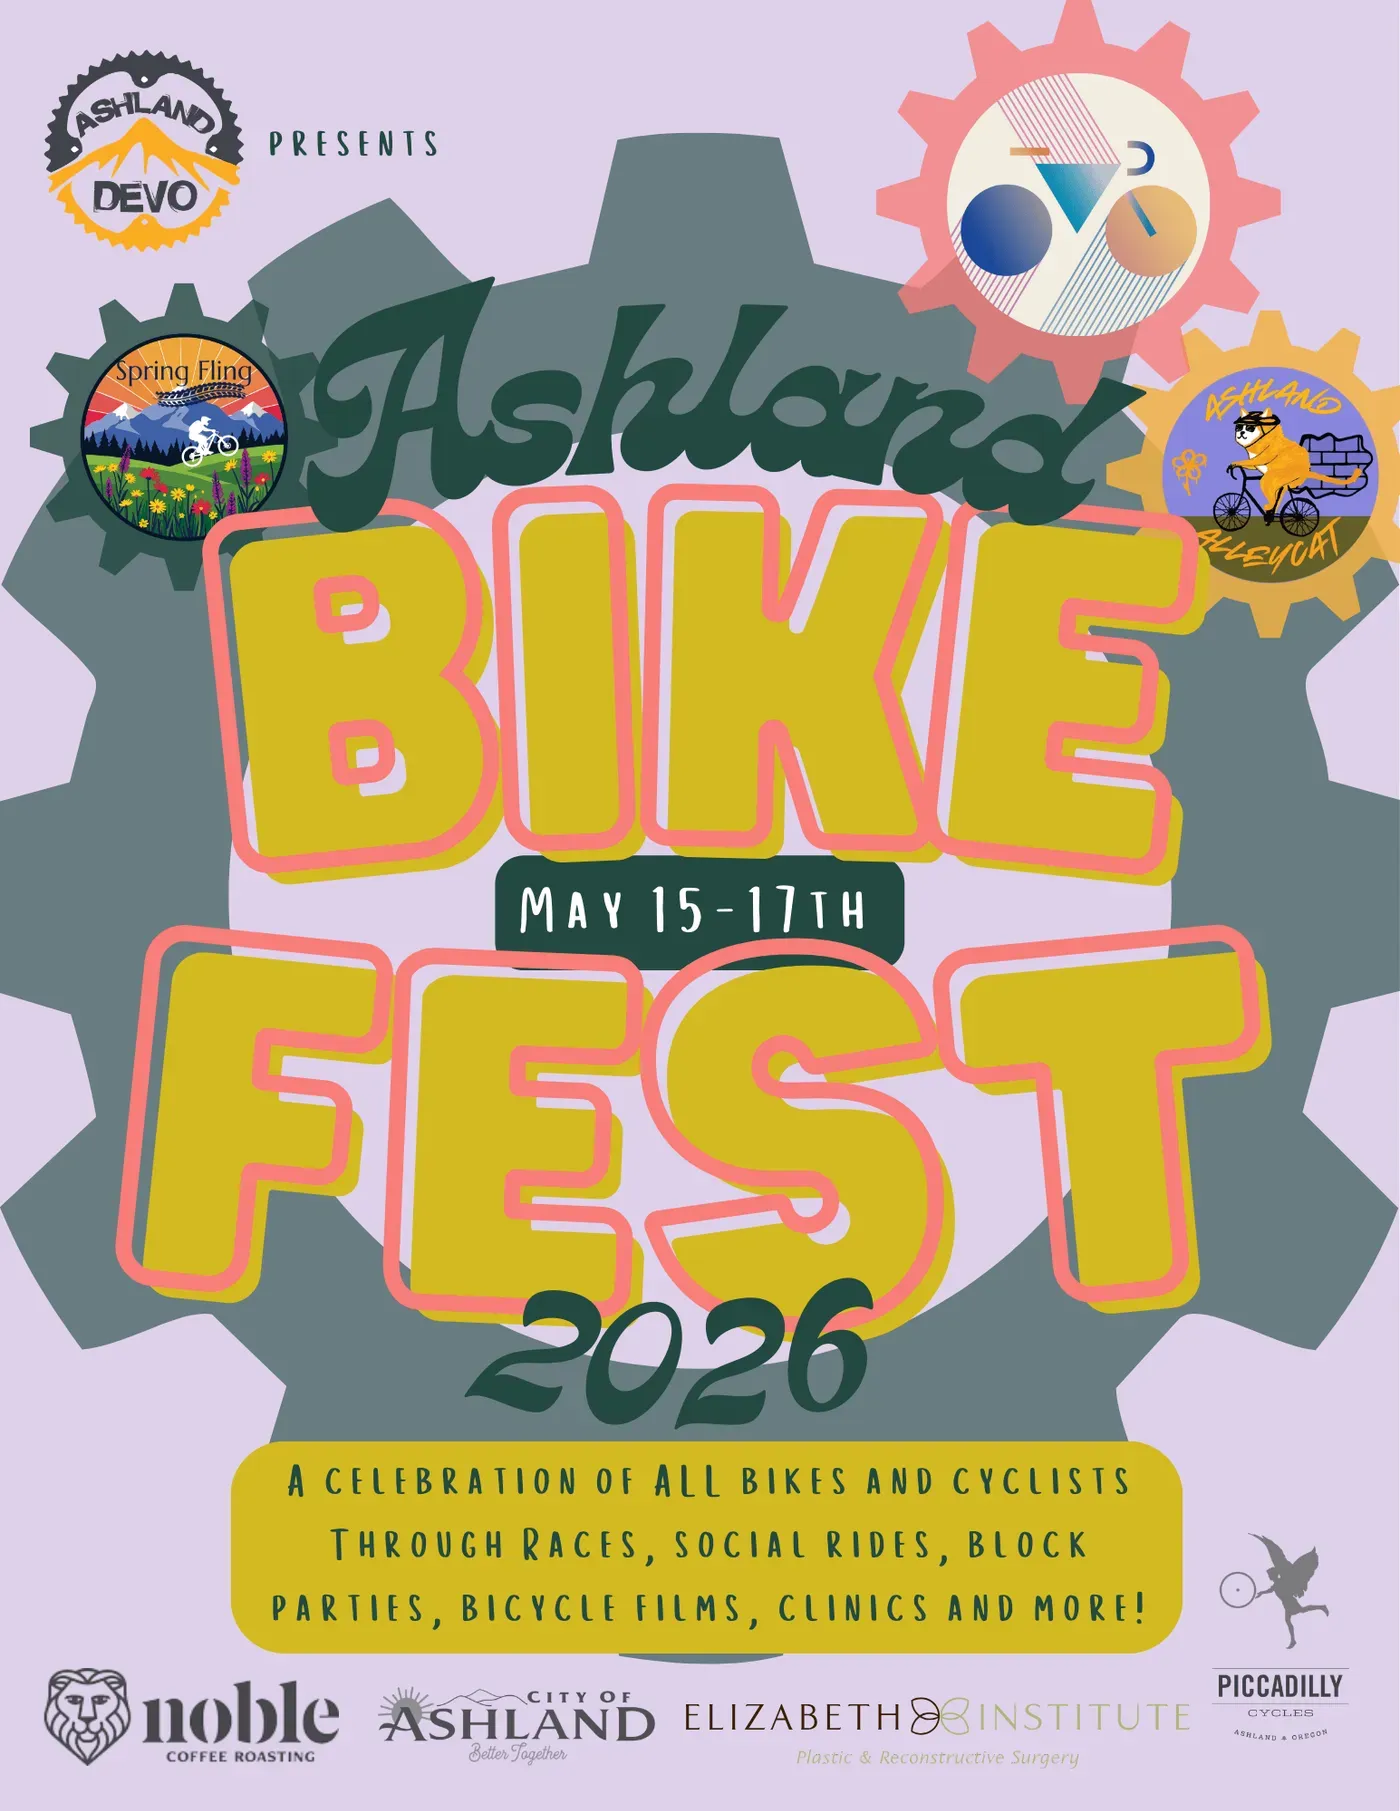 ASHLAND
DEVO
PRESENTS
Spring Fling
ASHLAND
ALLEYCAT
Ashland
BIKE
MAY 15-17TH
FEST
2026
A CELEBRATION OF ALL BIKES AND CYCLISTS
THROUGH RACES, SOCIAL RIDES, BLOCK
PARTIES, BICYCLE FILMS, CLINICS AND MORE!
noble
COFFEE ROASTING
CITY OF
ASHLAND
Better Together
ELIZABETH INSTITUTE
Plastic & Reconstructive Surgery
PICCADILLY
CYCLES
ASHLAND & OREGON